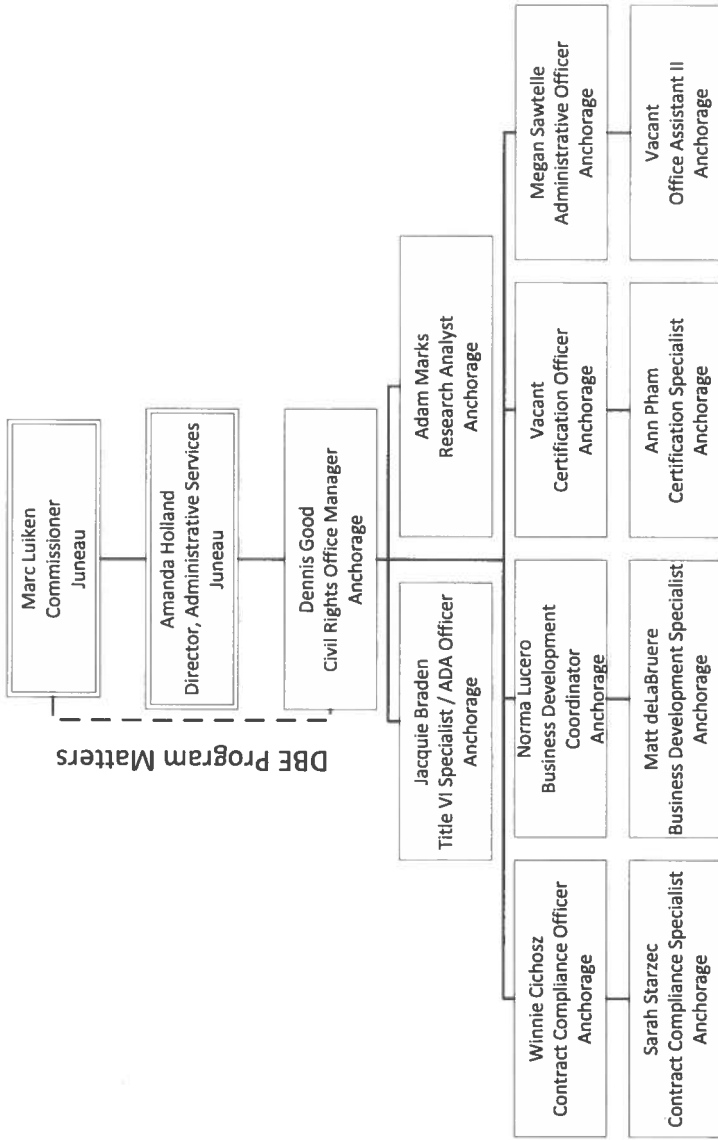 Marc Luiken
Commissioner
Juneau
Amanda Holland
Director, Administrative Services
Juneau
DBE Program Matters
Dennis Good
Civil Rights Office Manager
Anchorage
Jacquie Braden
Title VI Specialist / ADA Officer
Anchorage
Adam Marks
Research Analyst
Anchorage
Winnie Cichosz
Contract Compliance Officer
Anchorage
Norma Lucero
Business Development
Coordinator
Anchorage
Vacant
Certification Officer
Anchorage
Megan Sawtelle
Administrative Officer
Anchorage
Sarah Starzec
Contract Compliance Specialist
Anchorage
Matt deLaBruere
Business Development Specialist
Anchorage
Ann Pham
Certification Specialist
Anchorage
Vacant
Office Assistant II
Anchorage